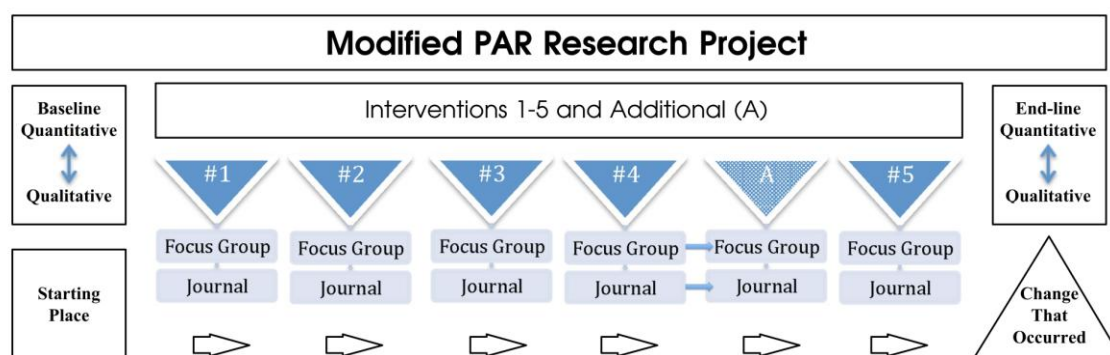 Modified PAR Research Project
Baseline
Quantitative
Qualitative
Interventions 1-5 and Additional (A)
End-line
Quantitative
Qualitative
#1
#2
#3
#4
A
#5
Focus Group
Focus Group
Focus Group
Focus Group
Focus Group
Focus Group
Journal
Journal
Journal
Journal
Journal
Journal
Starting
Place
Change
That
Occurred